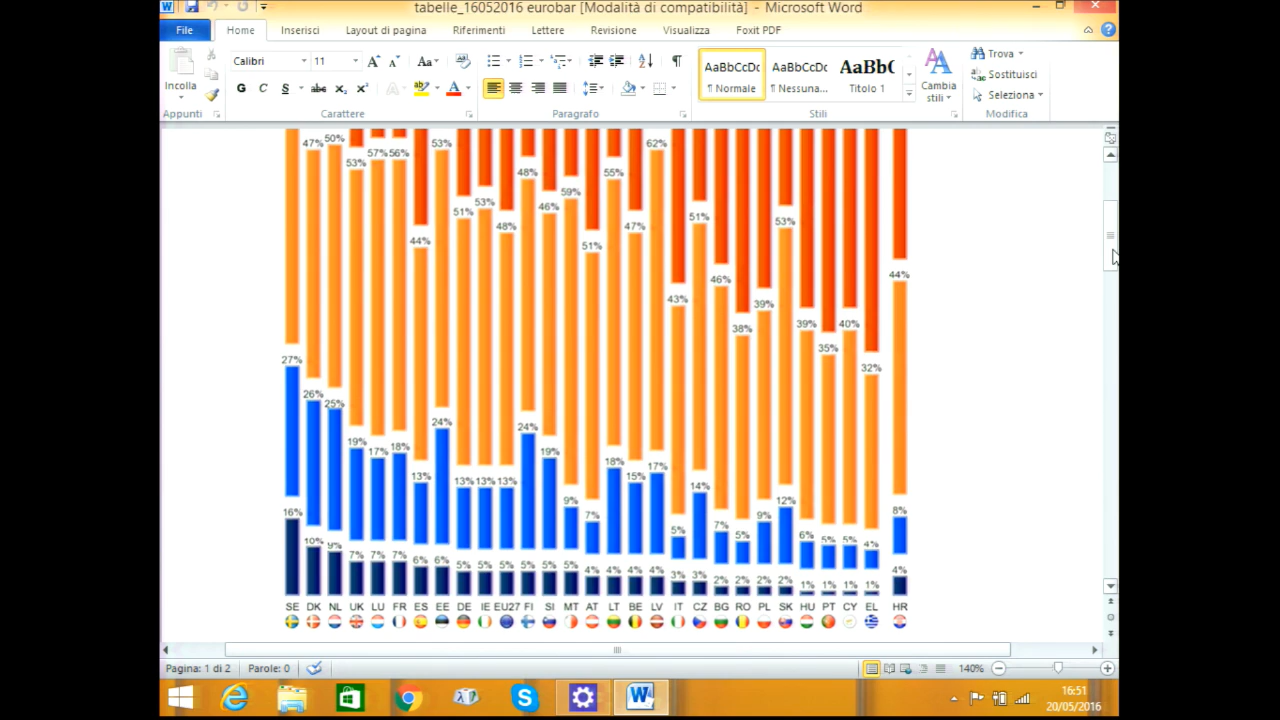 tabelle_16052016 eurobar [Modalità di compatibilità] - Microsoft Word
File Home Inserisci Layout di pagina Riferimenti Lettere Revisione Visualizza Foxit PDF
Incolla
Appunti
Calibri 11
Carattere
Paragrafo
AaBbCcDc AaBbCcDc AaBbC
¶ Normale ¶ Nessuna... Titolo 1
Cambia stili
Stili
Trova
Sostituisci
Seleziona
Modifica
53% 62%
47% 50% 53% 57% 56% 44% 51% 53% 48% 48% 46% 59% 51% 55% 47% 43% 51% 46% 38% 39% 53% 39% 35% 40% 32% 44%
27% 26% 25% 19% 17% 18% 13% 24% 13% 13% 13% 24% 19% 9% 7% 18% 15% 17% 5% 14% 7% 5% 9% 12% 6% 5% 5% 4% 8%
16% 10% 9% 7% 7% 7% 6% 6% 5% 5% 5% 5% 5% 5% 4% 4% 4% 4% 3% 3% 2% 2% 2% 2% 1% 1% 1% 1% 4%
SE DK NL UK LU FR ES EE DE IE EU27 FI SI MT AT LT BE LV IT CZ BG RO PL SK HU PT CY EL HR
Pagina: 1 di 2 Parole: 0 140%
16:51
20/05/2016